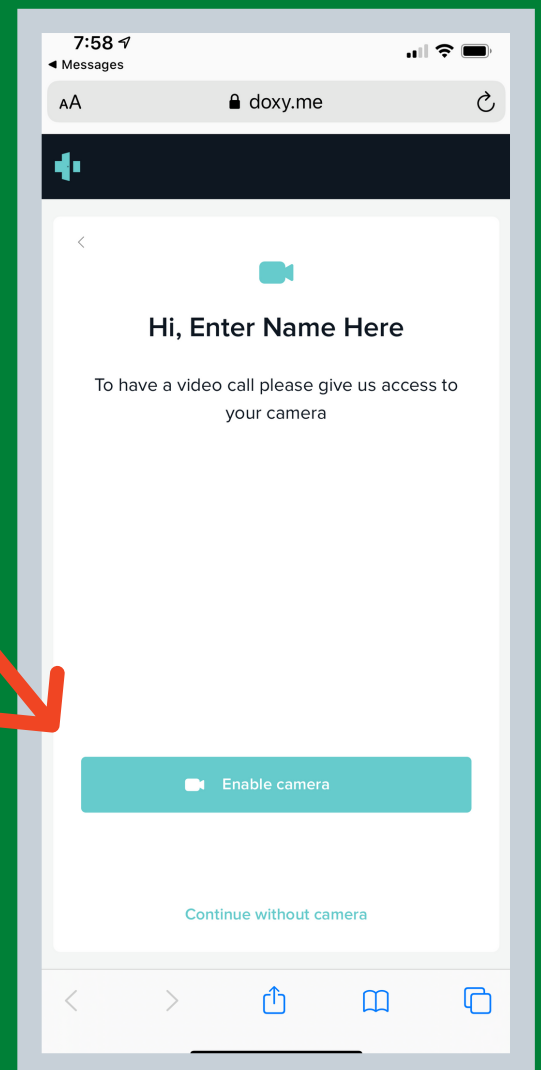 7:58
◀ Messages
AA doxy.me
Hi, Enter Name Here
To have a video call please give us access to
your camera
Enable camera
Continue without camera